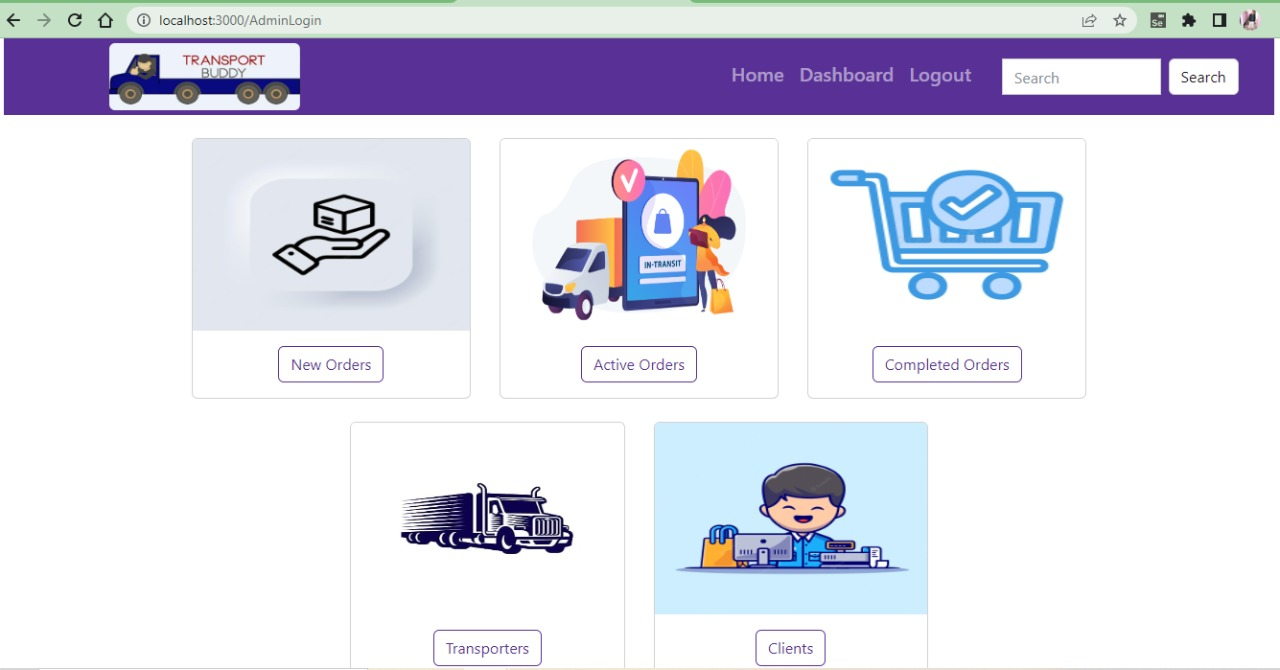 localhost:3000/AdminLogin
Se
TRANSPORT
BUDDY
Home Dashboard Logout Search Search
IN-TRANSIT
New Orders Active Orders Completed Orders
Transporters Clients